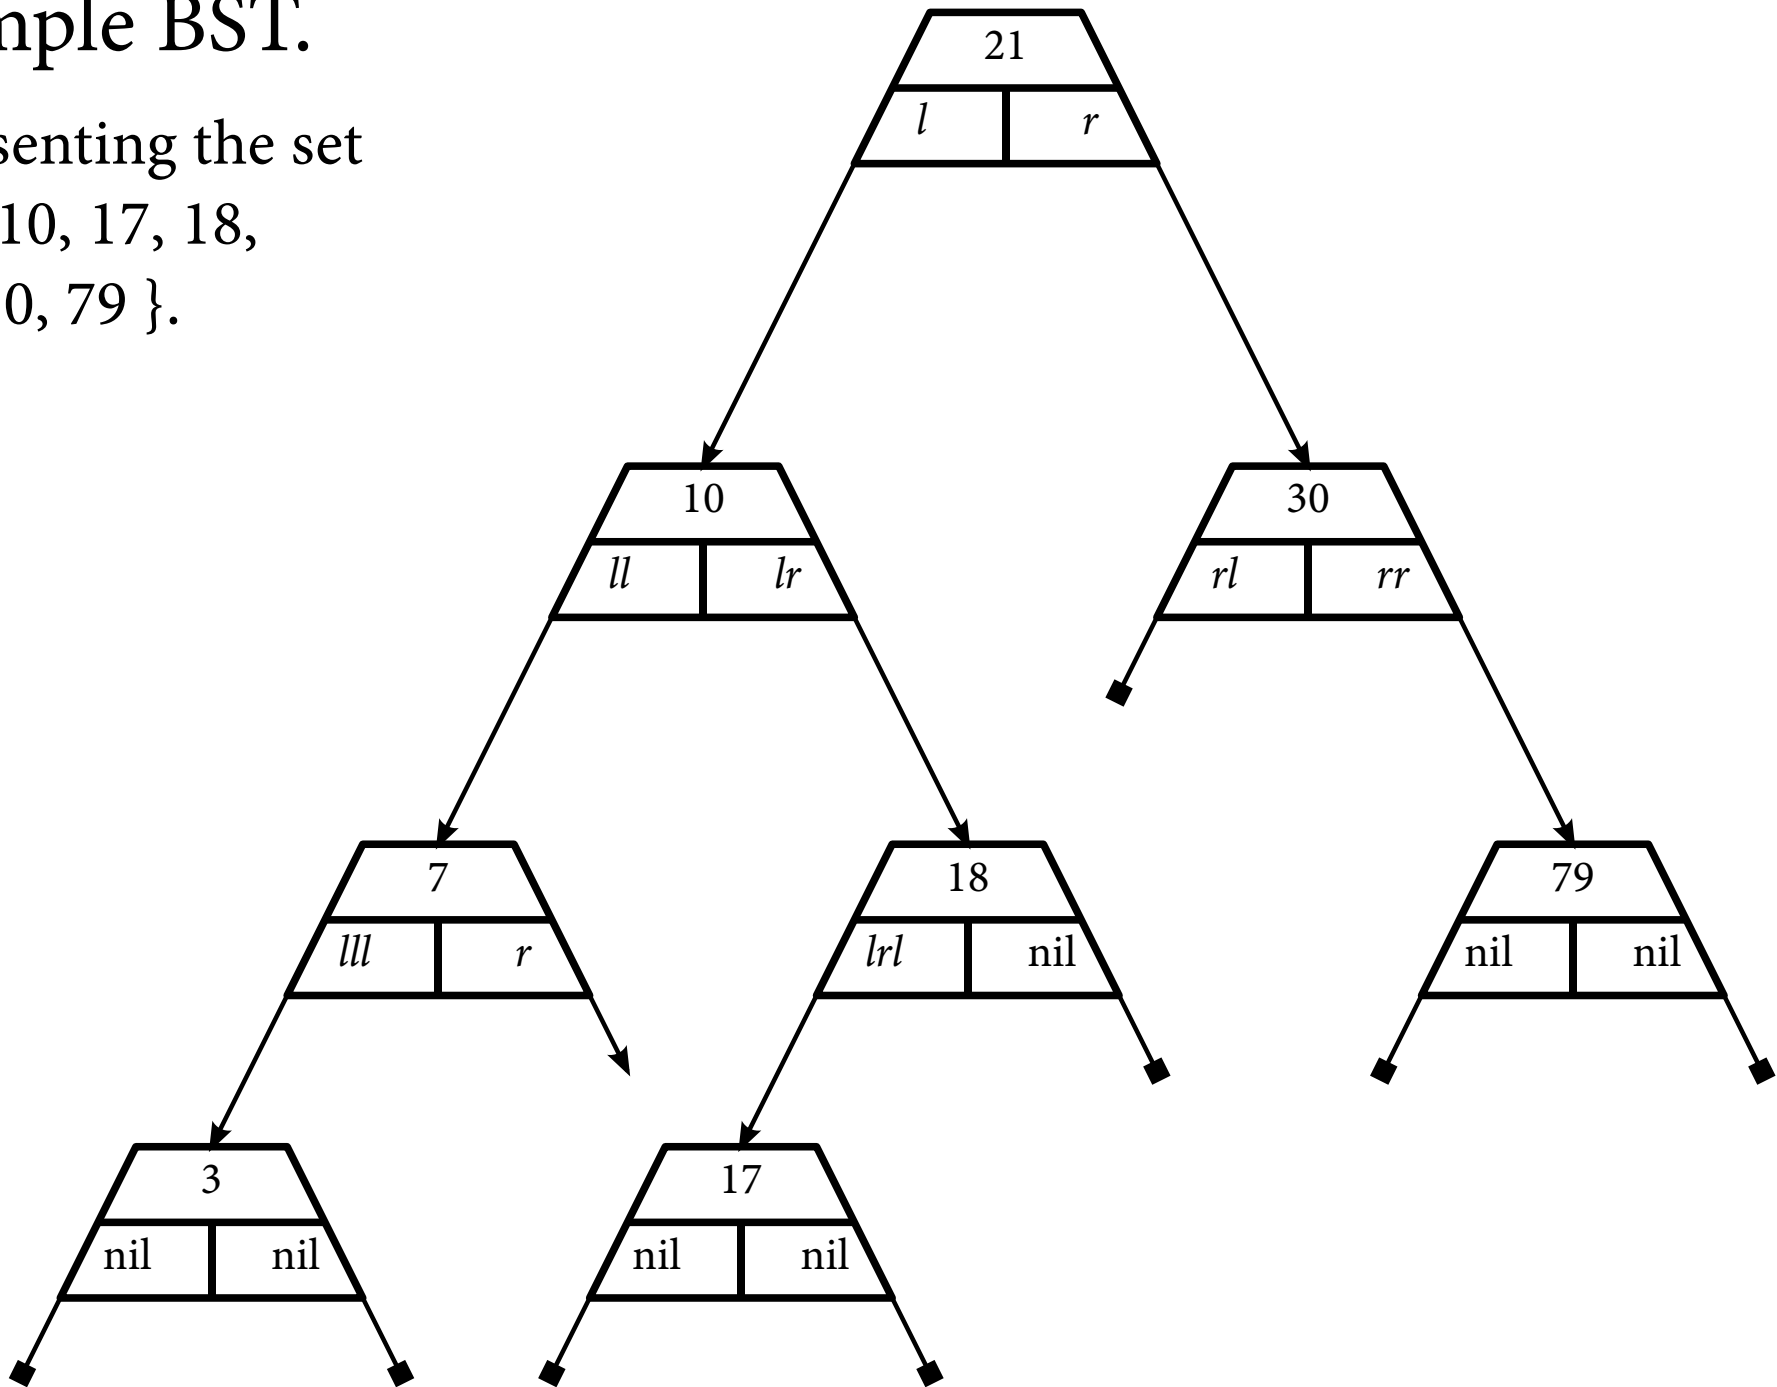 mple BST.
senting the set
10, 17, 18,
0, 79 }.
21
l r
10
ll lr
30
rl rr
7
lll r
18
lrl nil
79
nil nil
3
nil nil
17
nil nil